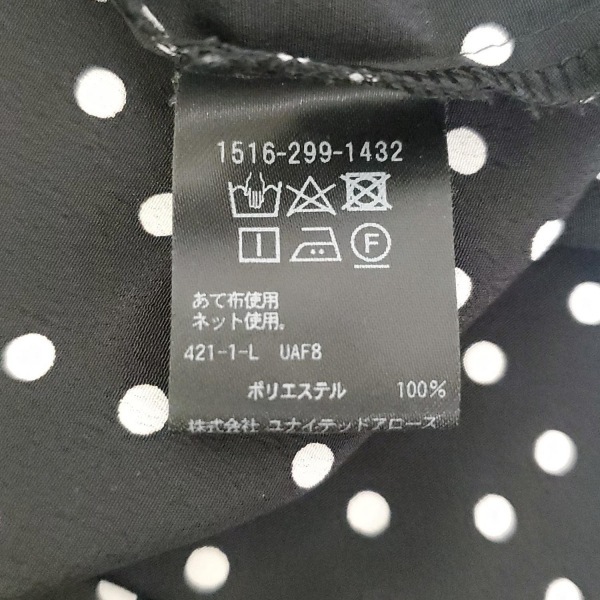 1516-299-1432
F
あて布使用
ネット使用。
421-1-L UAF8
ポリエステル 100%
株式会社 ユナイテッドアローズ